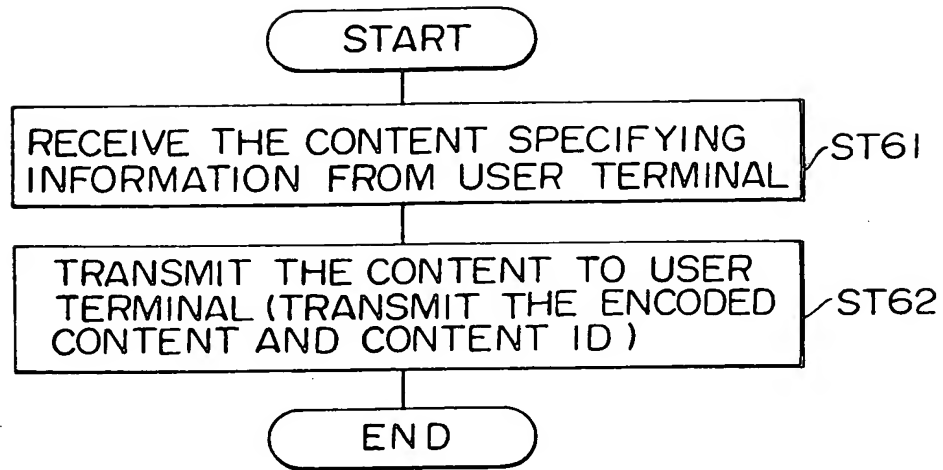 START
RECEIVE THE CONTENT SPECIFYING
INFORMATION FROM USER TERMINAL
ST61
TRANSMIT THE CONTENT TO USER
TERMINAL (TRANSMIT THE ENCODED
CONTENT AND CONTENT ID)
ST62
END